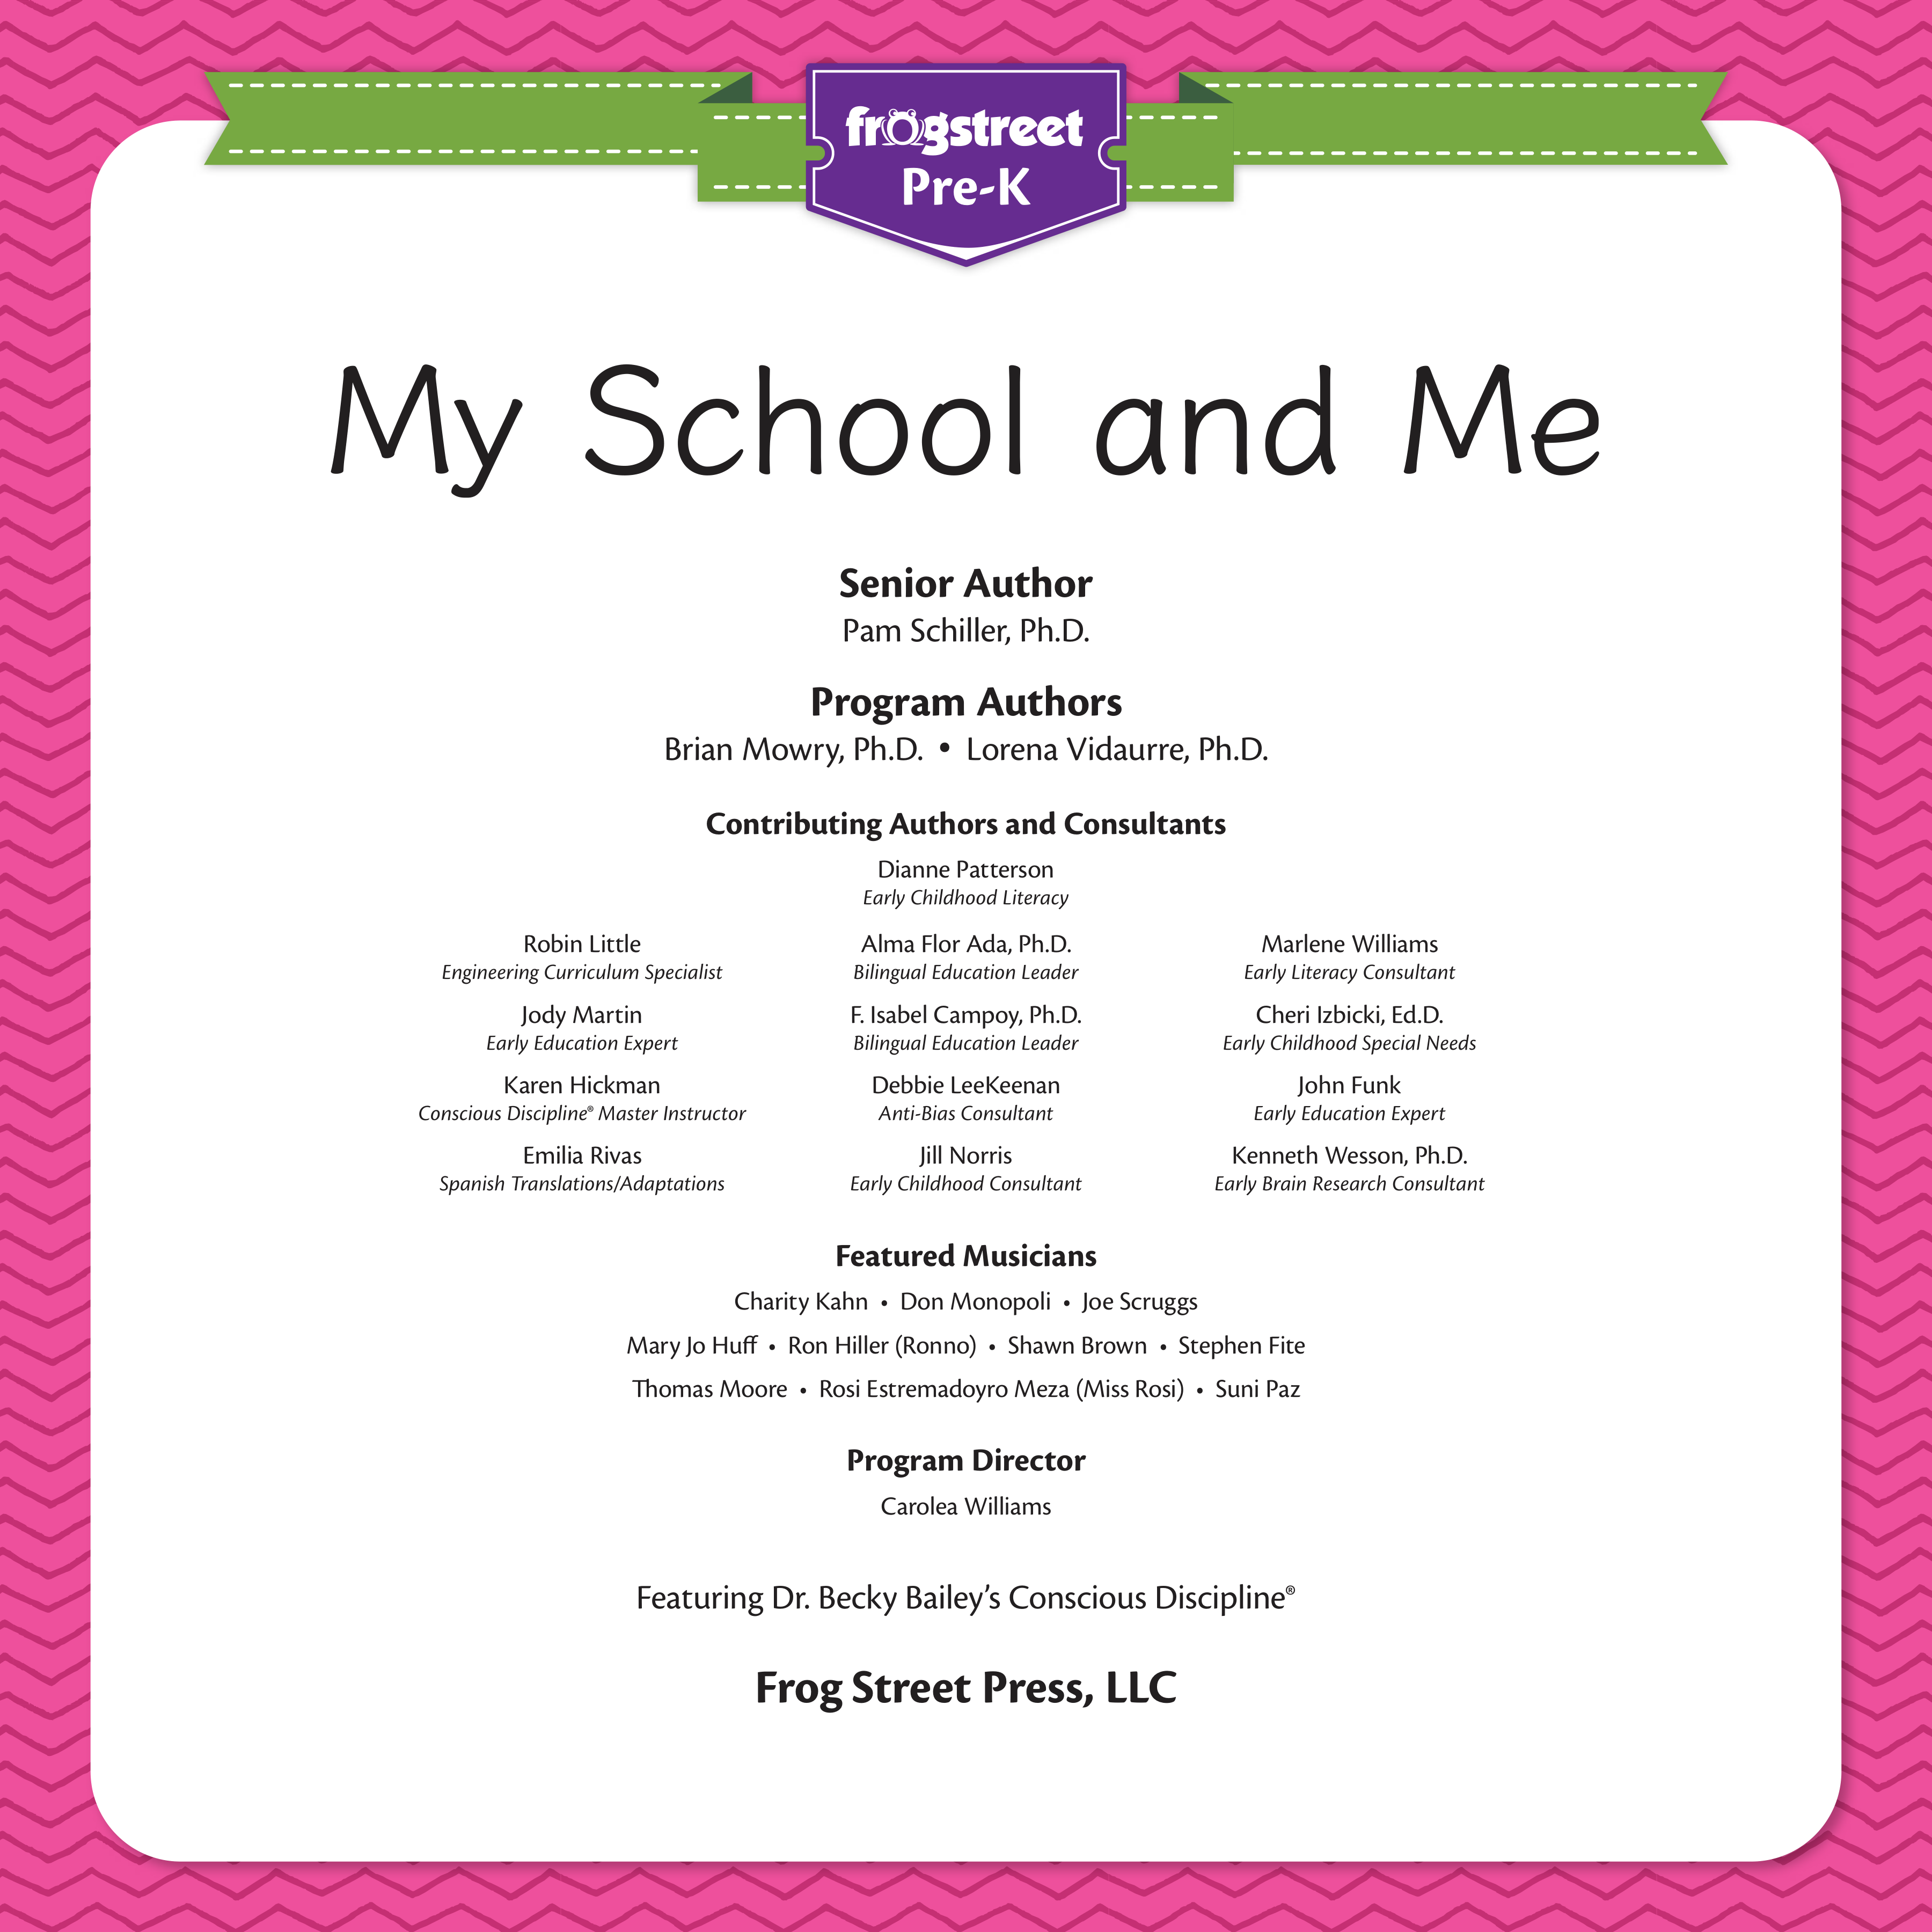 frogstreet
Pre-K
My School and Me
Senior Author
Pam Schiller, Ph.D.
Program Authors
Brian Mowry, Ph.D. • Lorena Vidaurre, Ph.D.
Contributing Authors and Consultants
Dianne Patterson
Early Childhood Literacy
Robin Little
Engineering Curriculum Specialist
Jody Martin
Early Education Expert
Karen Hickman
Conscious Discipline® Master Instructor
Emilia Rivas
Spanish Translations/Adaptations
Alma Flor Ada, Ph.D.
Bilingual Education Leader
F. Isabel Campoy, Ph.D.
Bilingual Education Leader
Debbie LeeKeenan
Anti-Bias Consultant
Jill Norris
Early Childhood Consultant
Marlene Williams
Early Literacy Consultant
Cheri Izbicki, Ed.D.
Early Childhood Special Needs
John Funk
Early Education Expert
Kenneth Wesson, Ph.D.
Early Brain Research Consultant
Featured Musicians
Charity Kahn • Don Monopoli • Joe Scruggs
Mary Jo Huff • Ron Hiller (Ronno) • Shawn Brown • Stephen Fite
Thomas Moore • Rosi Estremadoyro Meza (Miss Rosi) • Suni Paz
Program Director
Carolea Williams
Featuring Dr. Becky Bailey’s Conscious Discipline®
Frog Street Press, LLC